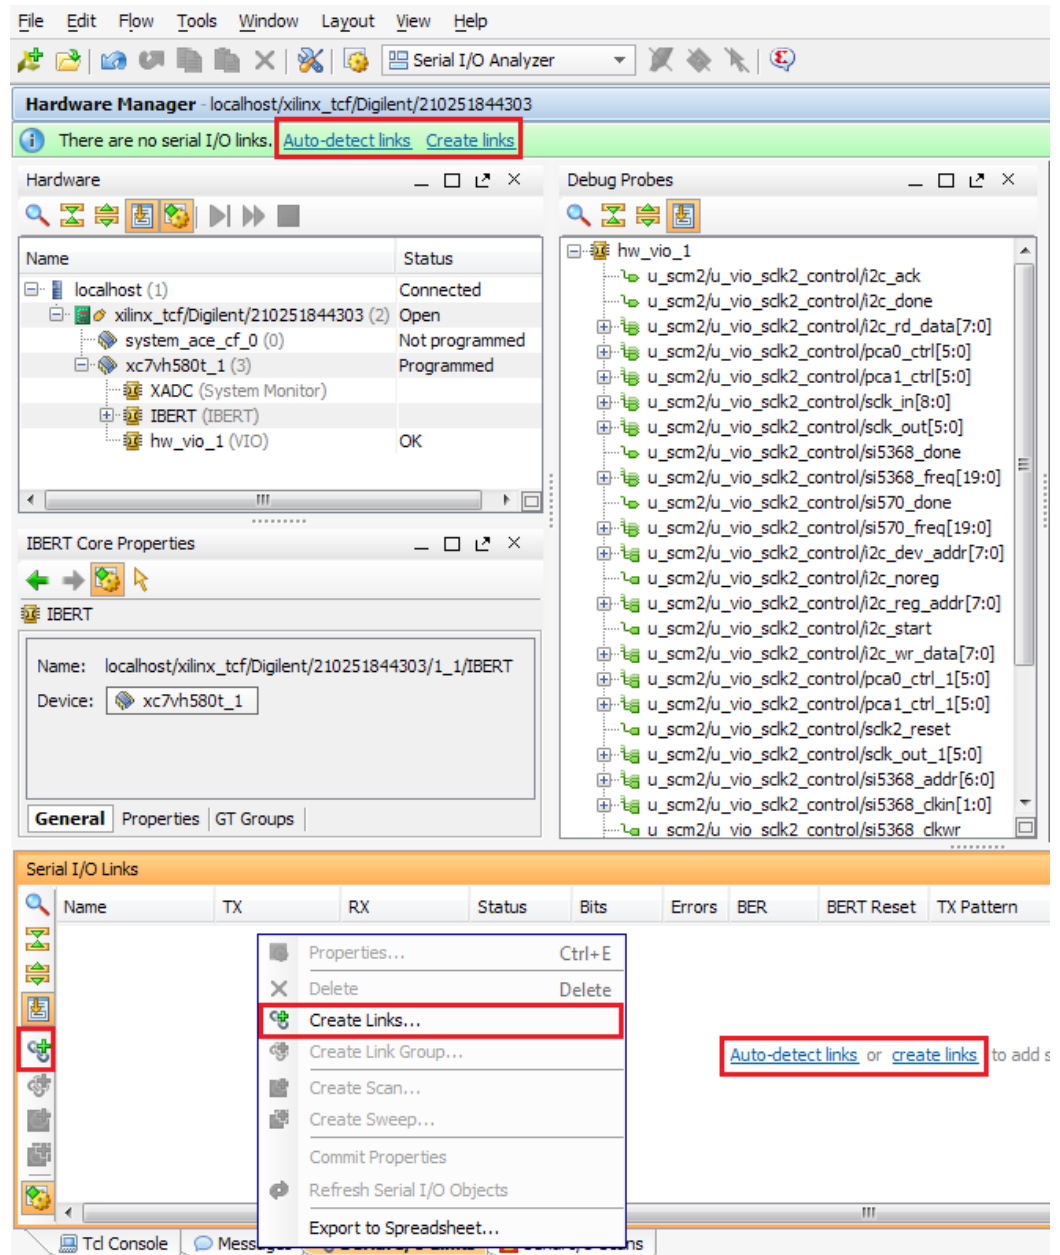 File Edit Flow Tools Window Layout View Help
Serial I/O Analyzer
Hardware Manager - localhost/xilinx_tcf/Digilent/210251844303
There are no serial I/O links. Auto-detect links Create links
Hardware
Name Status
localhost (1) Connected
xilinx_tcf/Digilent/210251844303 (2) Open
system_ace_cf_0 (0) Not programmed
xc7vh580t_1 (3) Programmed
XADC (System Monitor)
IBERT (IBERT)
hw_vio_1 (VIO) OK
IBERT Core Properties
IBERT
Name: localhost/xilinx_tcf/Digilent/210251844303/1_1/IBERT
Device: xc7vh580t_1
General Properties GT Groups
Debug Probes
hw_vio_1
u_scm2/u_vio_sclk2_control/i2c_ack
u_scm2/u_vio_sclk2_control/i2c_done
u_scm2/u_vio_sclk2_control/i2c_rd_data[7:0]
u_scm2/u_vio_sclk2_control/pca0_ctrl[5:0]
u_scm2/u_vio_sclk2_control/pca1_ctrl[5:0]
u_scm2/u_vio_sclk2_control/sclk_in[8:0]
u_scm2/u_vio_sclk2_control/sclk_out[5:0]
u_scm2/u_vio_sclk2_control/si5368_done
u_scm2/u_vio_sclk2_control/si5368_freq[19:0]
u_scm2/u_vio_sclk2_control/si570_done
u_scm2/u_vio_sclk2_control/si570_freq[19:0]
u_scm2/u_vio_sclk2_control/i2c_dev_addr[7:0]
u_scm2/u_vio_sclk2_control/i2c_noreg
u_scm2/u_vio_sclk2_control/i2c_reg_addr[7:0]
u_scm2/u_vio_sclk2_control/i2c_start
u_scm2/u_vio_sclk2_control/i2c_wr_data[7:0]
u_scm2/u_vio_sclk2_control/pca0_ctrl_1[5:0]
u_scm2/u_vio_sclk2_control/pca1_ctrl_1[5:0]
u_scm2/u_vio_sclk2_control/sclk2_reset
u_scm2/u_vio_sclk2_control/sclk_out_1[5:0]
u_scm2/u_vio_sclk2_control/si5368_addr[6:0]
u_scm2/u_vio_sclk2_control/si5368_clkin[1:0]
u_scm2/u_vio_sclk2_control/si5368_clkwr
Serial I/O Links
Name TX RX Status Bits Errors BER BERT Reset TX Pattern
Properties... Ctrl+E
Delete Delete
Create Links...
Create Link Group...
Create Scan...
Create Sweep...
Commit Properties
Refresh Serial I/O Objects
Export to Spreadsheet...
Auto-detect links or create links to add s
Tcl Console